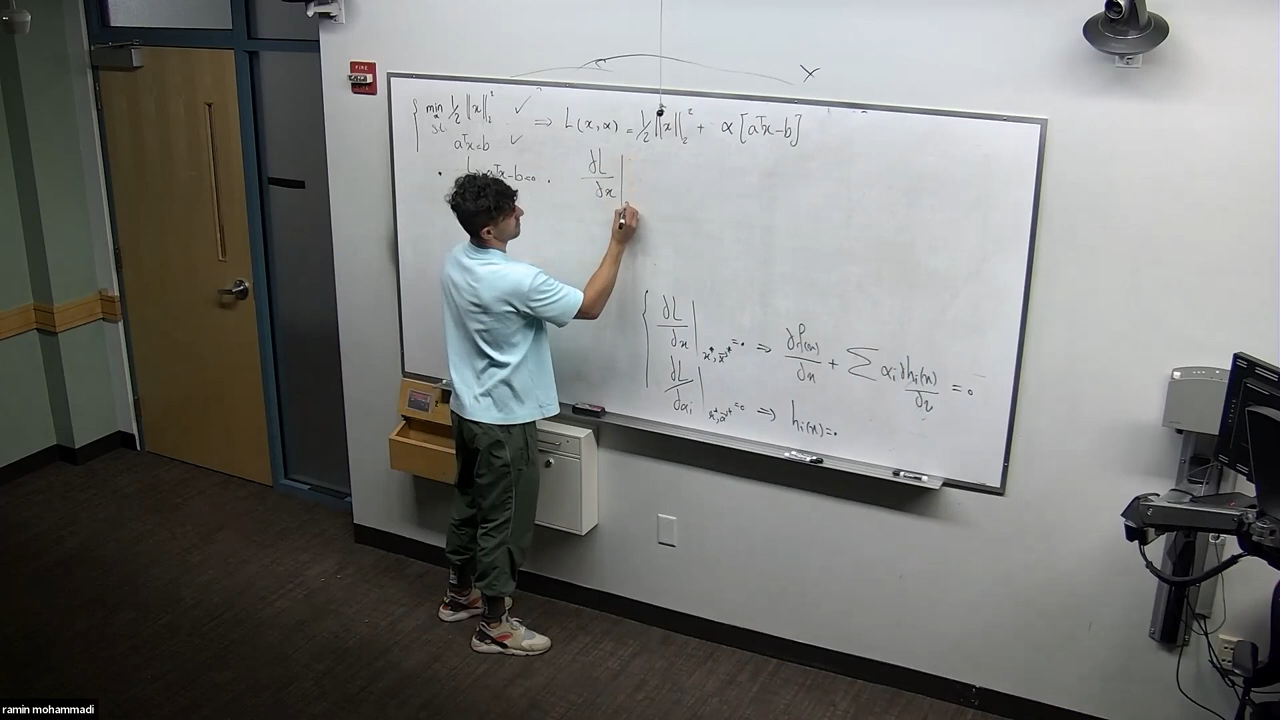 min ½‖x‖₂² ✓ ⇒ L(x,α) = ½‖x‖₂² + α[aᵀx−b]
aᵀx=b ✓
aᵀx−b=0 ∂L/∂x |
∂L/∂x | x*,α*=0 ⇒ ∂f(x)/∂x + ∑ αᵢ ∂hᵢ(x)/∂x = 0
∂L/∂αᵢ | x*,α*=0 ⇒ hᵢ(x)=0
FIRE
ramin mohammadi